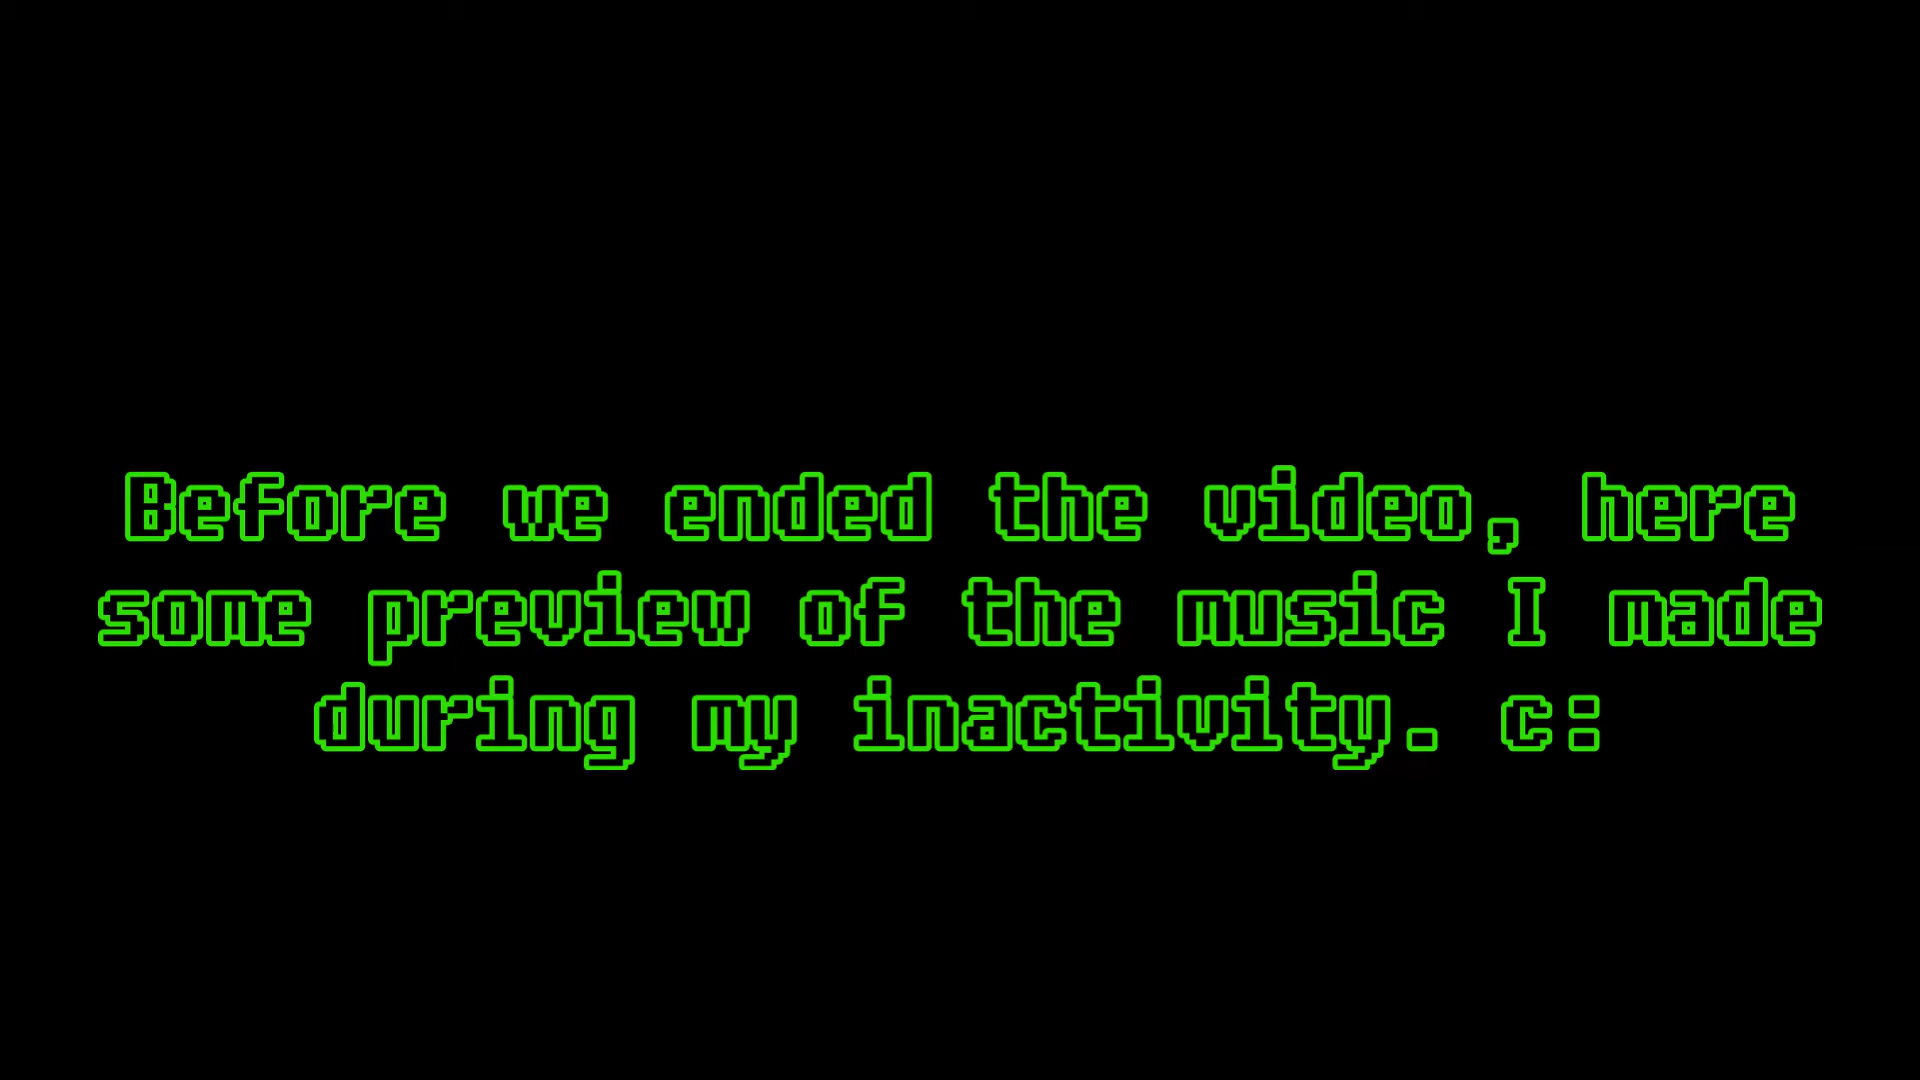 Before we ended the video, here
some preview of the music I made
during my inactivity. c: